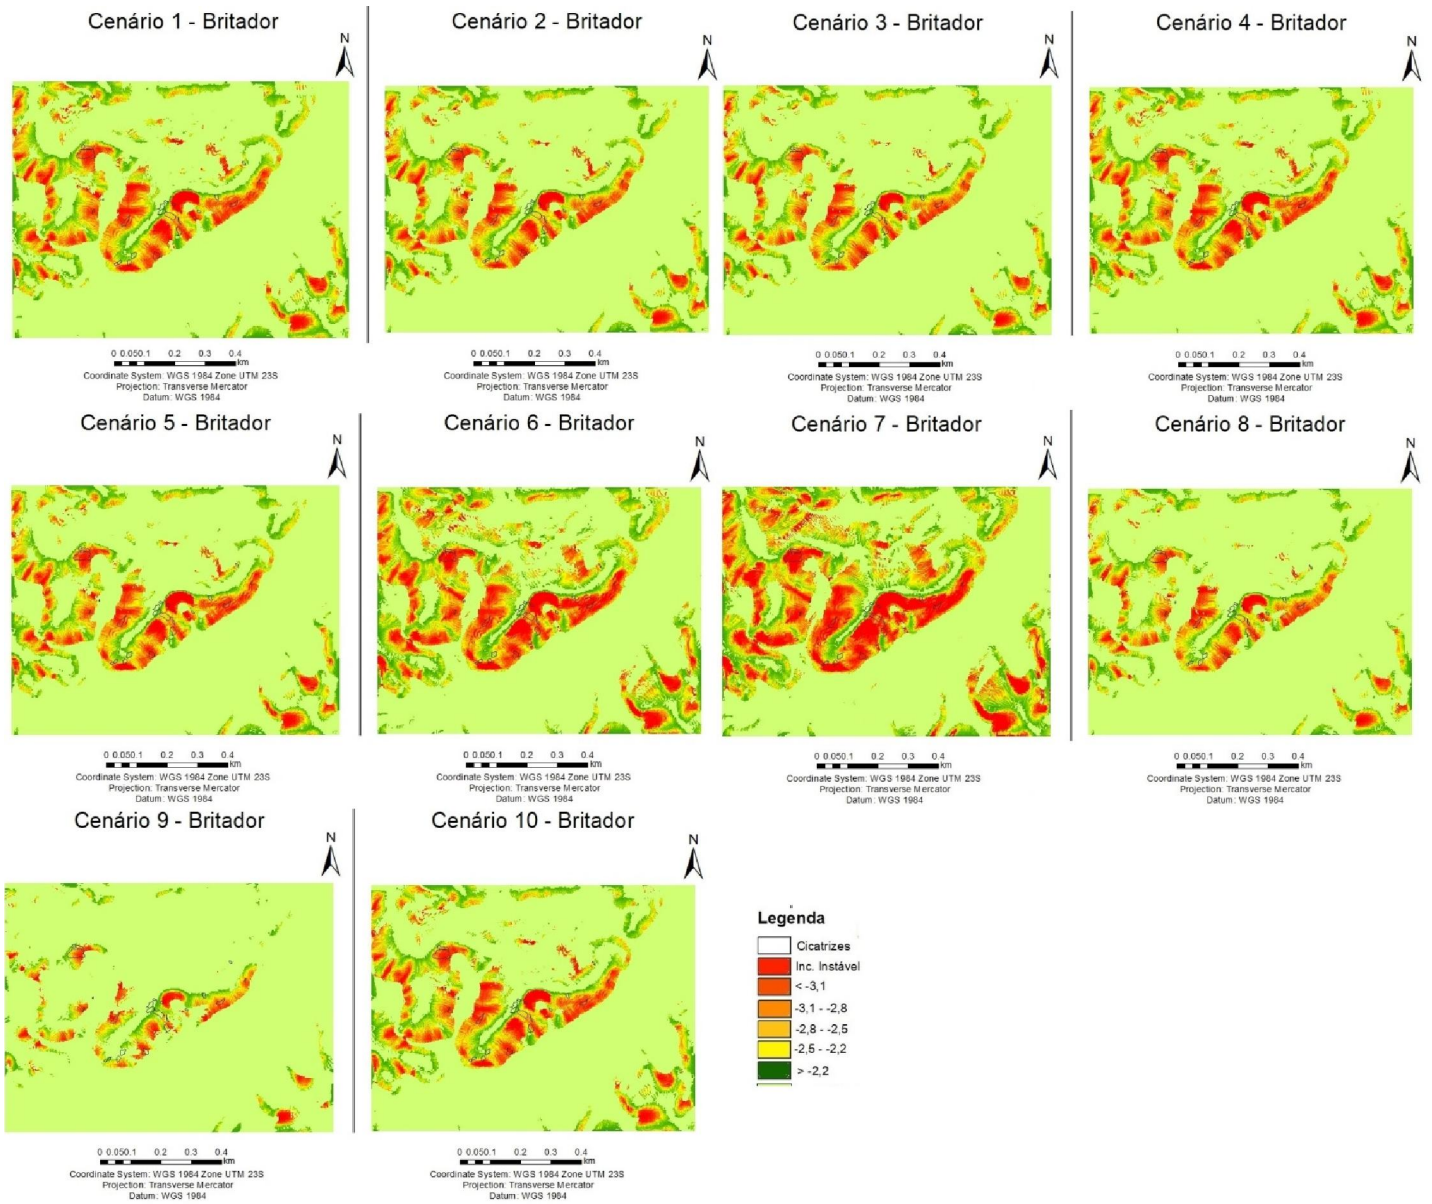 Cenário 1 - Britador
N
0 0.050.1 0.2 0.3 0.4
km
Coordinate System: WGS 1984 Zone UTM 23S
Projection: Transverse Mercator
Datum: WGS 1984
Cenário 2 - Britador
N
0 0.050.1 0.2 0.3 0.4
km
Coordinate System: WGS 1984 Zone UTM 23S
Projection: Transverse Mercator
Datum: WGS 1984
Cenário 3 - Britador
N
0 0.050.1 0.2 0.3 0.4
km
Coordinate System: WGS 1984 Zone UTM 23S
Projection: Transverse Mercator
Datum: WGS 1984
Cenário 4 - Britador
N
0 0.050.1 0.2 0.3 0.4
km
Coordinate System: WGS 1984 Zone UTM 23S
Projection: Transverse Mercator
Datum: WGS 1984
Cenário 5 - Britador
N
0 0.050.1 0.2 0.3 0.4
km
Coordinate System: WGS 1984 Zone UTM 23S
Projection: Transverse Mercator
Datum: WGS 1984
Cenário 6 - Britador
N
0 0.050.1 0.2 0.3 0.4
km
Coordinate System: WGS 1984 Zone UTM 23S
Projection: Transverse Mercator
Datum: WGS 1984
Cenário 7 - Britador
N
0 0.050.1 0.2 0.3 0.4
km
Coordinate System: WGS 1984 Zone UTM 23S
Projection: Transverse Mercator
Datum: WGS 1984
Cenário 8 - Britador
N
0 0.050.1 0.2 0.3 0.4
km
Coordinate System: WGS 1984 Zone UTM 23S
Projection: Transverse Mercator
Datum: WGS 1984
Cenário 9 - Britador
N
0 0.050.1 0.2 0.3 0.4
km
Coordinate System: WGS 1984 Zone UTM 23S
Projection: Transverse Mercator
Datum: WGS 1984
Cenário 10 - Britador
N
0 0.050.1 0.2 0.3 0.4
km
Coordinate System: WGS 1984 Zone UTM 23S
Projection: Transverse Mercator
Datum: WGS 1984
Legenda
Cicatrizes
Inc. Instável
< -3,1
-3,1 - -2,8
-2,8 - -2,5
-2,5 - -2,2
> -2,2